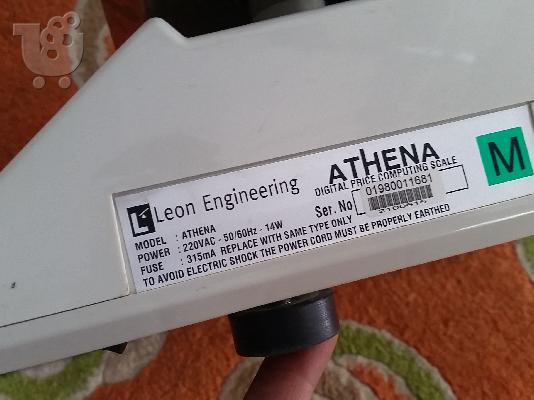 Leon Engineering
ATHENA
DIGITAL PRICE COMPUTING SCALE
Ser. No 01980011681
MODEL : ATHENA
POWER : 220VAC - 50/60Hz - 14W
FUSE : 315mA REPLACE WITH SAME TYPE ONLY
TO AVOID ELECTRIC SHOCK THE POWER CORD MUST BE PROPERLY EARTHED
M